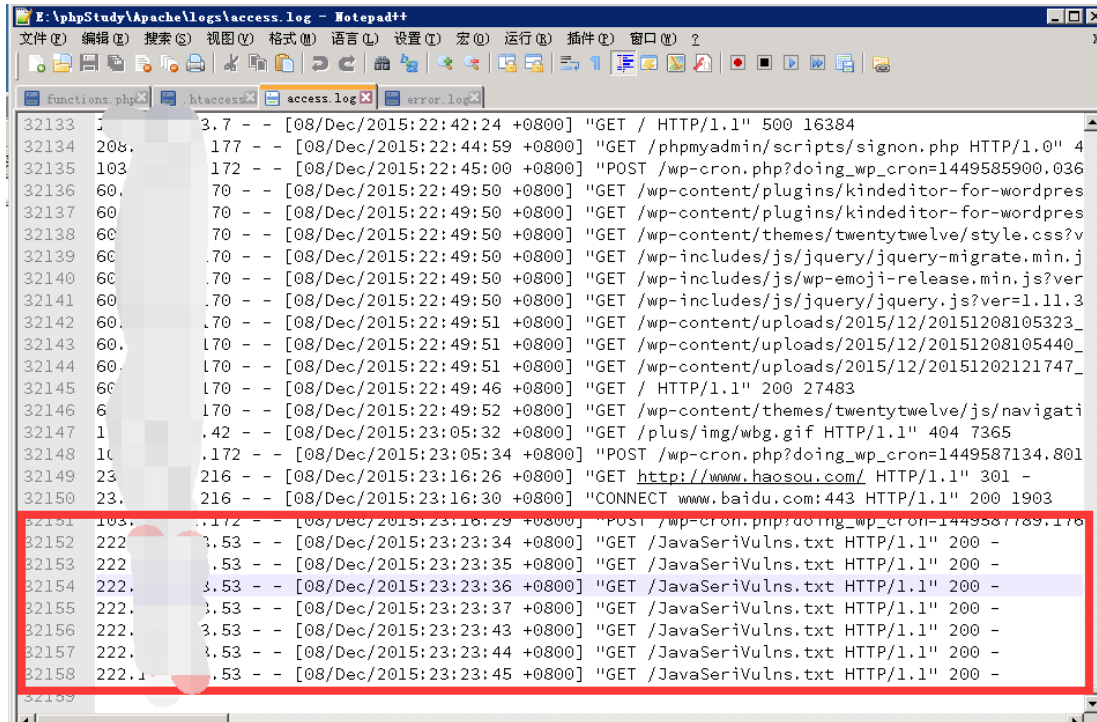 E:\phpStudy\Apache\logs\access.log - Notepad++
文件(F) 编辑(E) 搜索(S) 视图(V) 格式(M) 语言(L) 设置(T) 宏(O) 运行(R) 插件(P) 窗口(W) ?
functions.php .htaccess access.log error.log
32133 3.7 - - [08/Dec/2015:22:42:24 +0800] "GET / HTTP/1.1" 500 16384
32134 208. 177 - - [08/Dec/2015:22:44:59 +0800] "GET /phpmyadmin/scripts/signon.php HTTP/1.0" 4
32135 103 172 - - [08/Dec/2015:22:45:00 +0800] "POST /wp-cron.php?doing_wp_cron=1449585900.036
32136 60. 70 - - [08/Dec/2015:22:49:50 +0800] "GET /wp-content/plugins/kindeditor-for-wordpres
32137 60 70 - - [08/Dec/2015:22:49:50 +0800] "GET /wp-content/plugins/kindeditor-for-wordpres
32138 60 70 - - [08/Dec/2015:22:49:50 +0800] "GET /wp-content/themes/twentytwelve/style.css?v
32139 60 .70 - - [08/Dec/2015:22:49:50 +0800] "GET /wp-includes/js/jquery/jquery-migrate.min.j
32140 60 .70 - - [08/Dec/2015:22:49:50 +0800] "GET /wp-includes/js/wp-emoji-release.min.js?ver
32141 60 .70 - - [08/Dec/2015:22:49:50 +0800] "GET /wp-includes/js/jquery/jquery.js?ver=1.11.3
32142 60. .70 - - [08/Dec/2015:22:49:51 +0800] "GET /wp-content/uploads/2015/12/20151208105323_
32143 60. 170 - - [08/Dec/2015:22:49:51 +0800] "GET /wp-content/uploads/2015/12/20151208105440_
32144 60. 170 - - [08/Dec/2015:22:49:51 +0800] "GET /wp-content/uploads/2015/12/20151202121747_
32145 60 170 - - [08/Dec/2015:22:49:46 +0800] "GET / HTTP/1.1" 200 27483
32146 6 170 - - [08/Dec/2015:22:49:52 +0800] "GET /wp-content/themes/twentytwelve/js/navigati
32147 1 .42 - - [08/Dec/2015:23:05:32 +0800] "GET /plus/img/wbg.gif HTTP/1.1" 404 7365
32148 10 .172 - - [08/Dec/2015:23:05:34 +0800] "POST /wp-cron.php?doing_wp_cron=1449587134.801
32149 23 216 - - [08/Dec/2015:23:16:26 +0800] "GET http://www.haosou.com/ HTTP/1.1" 301 -
32150 23. 216 - - [08/Dec/2015:23:16:30 +0800] "CONNECT www.baidu.com:443 HTTP/1.1" 200 1903
32151 103. .172 - - [08/Dec/2015:23:16:29 +0800] "POST /wp-cron.php?doing_wp_cron=1449587789.176
32152 222 3.53 - - [08/Dec/2015:23:23:34 +0800] "GET /JavaSeriVulns.txt HTTP/1.1" 200 -
32153 222 .53 - - [08/Dec/2015:23:23:35 +0800] "GET /JavaSeriVulns.txt HTTP/1.1" 200 -
32154 222. 3.53 - - [08/Dec/2015:23:23:36 +0800] "GET /JavaSeriVulns.txt HTTP/1.1" 200 -
32155 222. 3.53 - - [08/Dec/2015:23:23:37 +0800] "GET /JavaSeriVulns.txt HTTP/1.1" 200 -
32156 222. 3.53 - - [08/Dec/2015:23:23:43 +0800] "GET /JavaSeriVulns.txt HTTP/1.1" 200 -
32157 222. 3.53 - - [08/Dec/2015:23:23:44 +0800] "GET /JavaSeriVulns.txt HTTP/1.1" 200 -
32158 222.1 .53 - - [08/Dec/2015:23:23:45 +0800] "GET /JavaSeriVulns.txt HTTP/1.1" 200 -
32159